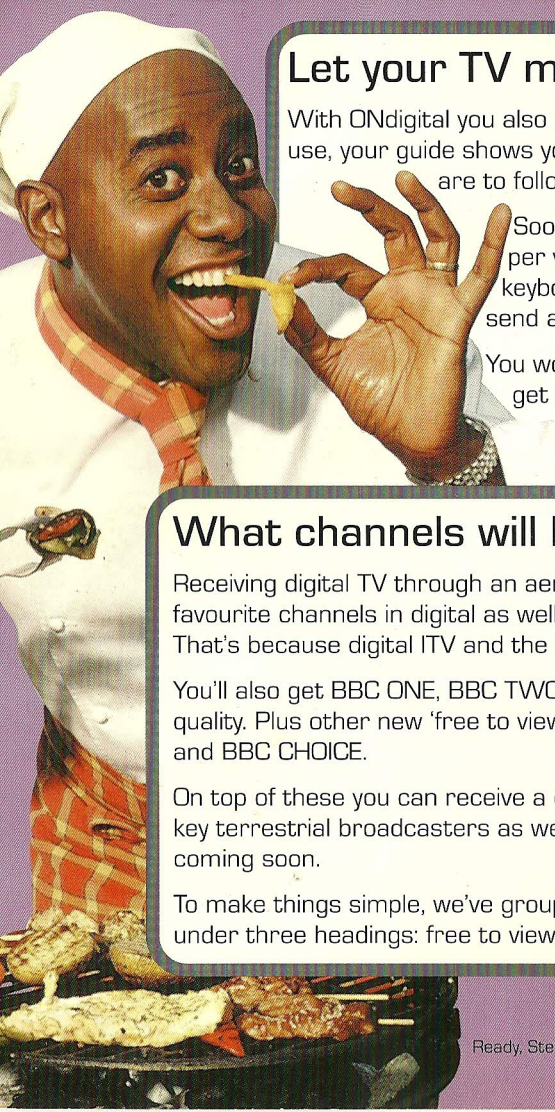 Let your TV m
With ONdigital you also
use, your guide shows yo
are to follo
Soo
per v
keybo
send a
You wo
get
What channels will I
Receiving digital TV through an aer
favourite channels in digital as well
That's because digital ITV and the
You'll also get BBC ONE, BBC TWO
quality. Plus other new 'free to view
and BBC CHOICE.
On top of these you can receive a
key terrestrial broadcasters as we
coming soon.
To make things simple, we've group
under three headings: free to view
Ready, Ste